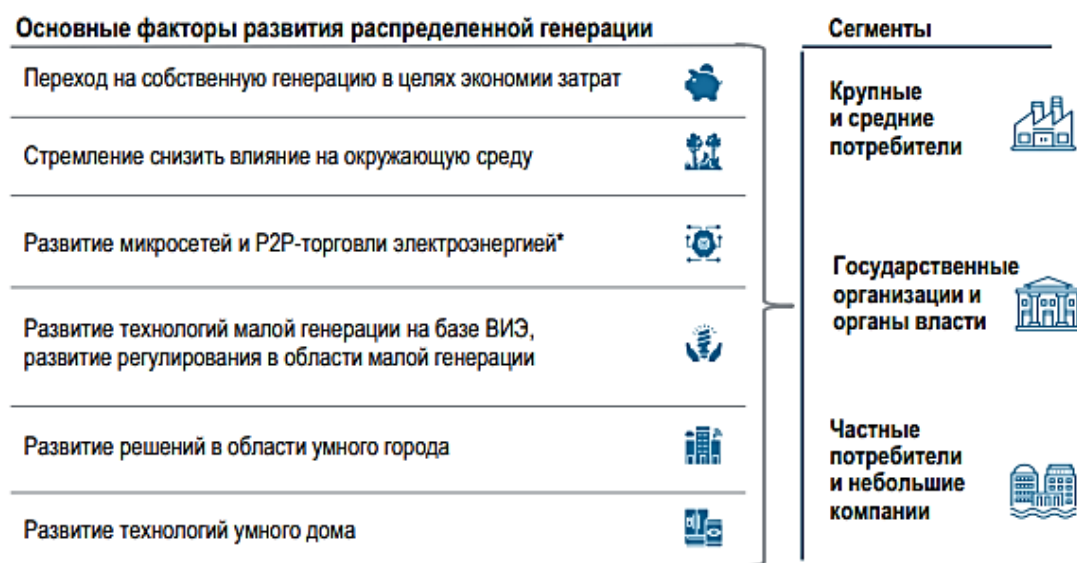 Основные факторы развития распределенной генерации
Переход на собственную генерацию в целях экономии затрат
Стремление снизить влияние на окружающую среду
Развитие микросетей и P2P-торговли электроэнергией*
Развитие технологий малой генерации на базе ВИЭ,
развитие регулирования в области малой генерации
Развитие решений в области умного города
Развитие технологий умного дома
Сегменты
Крупные
и средние
потребители
Государственные
организации и
органы власти
Частные
потребители
и небольшие
компании